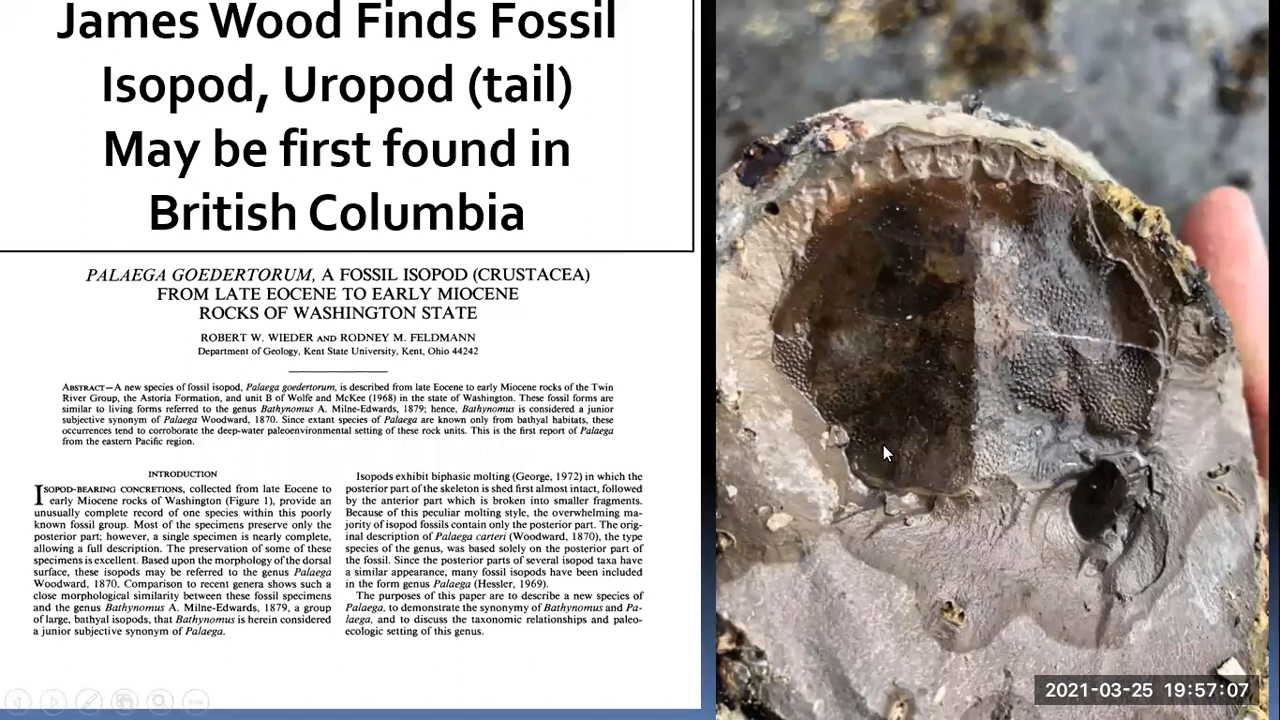 James Wood Finds Fossil
Isopod, Uropod (tail)
May be first found in
British Columbia
PALAEGA GOEDERTORUM, A FOSSIL ISOPOD (CRUSTACEA)
FROM LATE EOCENE TO EARLY MIOCENE
ROCKS OF WASHINGTON STATE
ROBERT W. WIEDER AND RODNEY M. FELDMANN
Department of Geology, Kent State University, Kent, Ohio 44242
ABSTRACT—A new species of fossil isopod, Palaega goedertorum, is described from late Eocene to early Miocene rocks of the Twin
River Group, the Astoria Formation, and unit B of Wolfe and McKee (1968) in the state of Washington. These fossil forms are
similar to living forms referred to the genus Bathynomus A. Milne-Edwards, 1879; hence, Bathynomus is considered a junior
subjective synonym of Palaega Woodward, 1870. Since extant species of Palaega are known only from bathyal habitats, these
occurrences tend to corroborate the deep-water paleoenvironmental setting of these rock units. This is the first report of Palaega
from the eastern Pacific region.
INTRODUCTION
ISOPOD-BEARING CONCRETIONS, collected from late Eocene to
early Miocene rocks of Washington (Figure 1), provide an
unusually complete record of one species within this poorly
known fossil group. Most of the specimens preserve only the
posterior part; however, a single specimen is nearly complete,
allowing a full description. The preservation of some of these
specimens is excellent. Based upon the morphology of the dorsal
surface, these isopods may be referred to the genus Palaega
Woodward, 1870. Comparison to recent genera shows such a
close morphological similarity between these fossil specimens
and the genus Bathynomus A. Milne-Edwards, 1879, a group
of large, bathyal isopods, that Bathynomus is herein considered
a junior subjective synonym of Palaega.
Isopods exhibit biphasic molting (George, 1972) in which the
posterior part of the skeleton is shed first almost intact, followed
by the anterior part which is broken into smaller fragments.
Because of this peculiar molting style, the overwhelming ma-
jority of isopod fossils contain only the posterior part. The orig-
inal description of Palaega carteri (Woodward, 1870), the type
species of the genus, was based solely on the posterior part of
the fossil. Since the posterior parts of several isopod taxa have
a similar appearance, many fossil isopods have been included
in the form genus Palaega (Hessler, 1969).
The purposes of this paper are to describe a new species of
Palaega, to demonstrate the synonymy of Bathynomus and Pa-
laega, and to discuss the taxonomic relationships and paleo-
ecologic setting of this genus.
2021-03-25 19:57:07